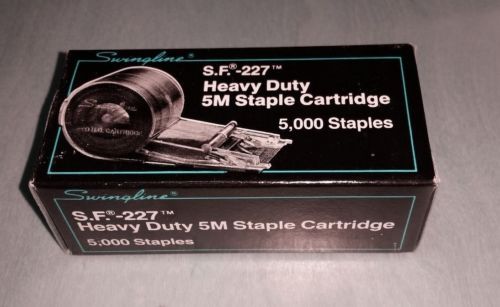 Swingline®
S.F.®-227™
Heavy Duty
5M Staple Cartridge
5,000 Staples
Swingline®
S.F.®-227™
Heavy Duty 5M Staple Cartridge
5,000 Staples